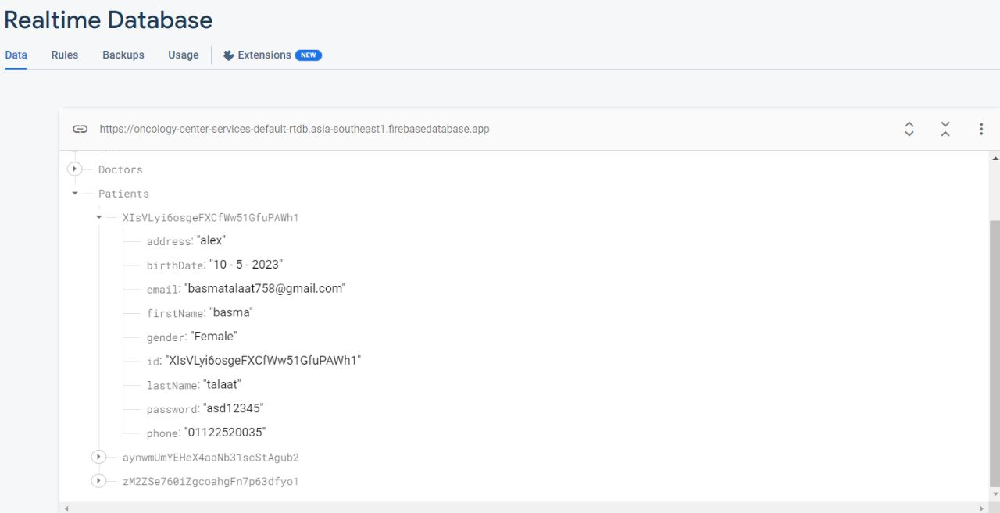 Realtime Database
Data Rules Backups Usage Extensions NEW
https://oncology-center-services-default-rtdb.asia-southeast1.firebasedatabase.app
Doctors
Patients
XIsVLyi6osgeFXCfWw51GfuPAWh1
address: "alex"
birthDate: "10 - 5 - 2023"
email: "basmatalaat758@gmail.com"
firstName: "basma"
gender: "Female"
id: "XIsVLyi6osgeFXCfWw51GfuPAWh1"
lastName: "talaat"
password: "asd12345"
phone: "01122520035"
aynwmUmYEHeX4aaNb31scStAgub2
zM2ZSe760iZgcoahgFn7p63dfyo1